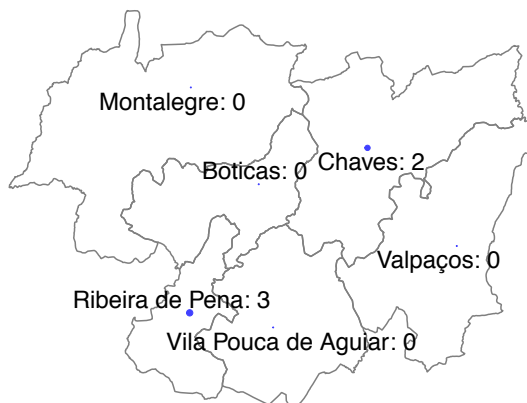 Montalegre: 0
Boticas: 0
Chaves: 2
Valpaços: 0
Ribeira de Pena: 3
Vila Pouca de Aguiar: 0